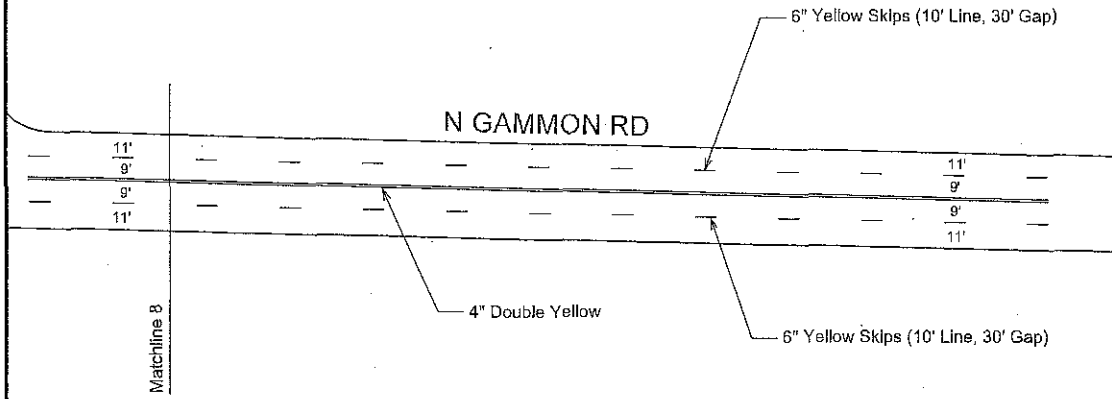 6" Yellow Skips (10' Line, 30' Gap)
N GAMMON RD
11'
9'
11'
9'
9'
11'
9'
11'
4" Double Yellow
6" Yellow Skips (10' Line, 30' Gap)
Matchline 8